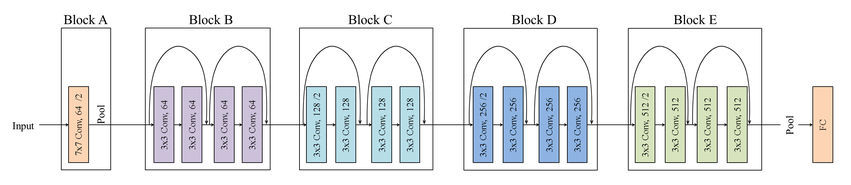 Block A
Block B
Block C
Block D
Block E
Input
7x7 Conv, 64 /2
Pool
3x3 Conv, 64
3x3 Conv, 64
3x3 Conv, 64
3x3 Conv, 64
3x3 Conv, 128 /2
3x3 Conv, 128
3x3 Conv, 128
3x3 Conv, 128
3x3 Conv, 256 /2
3x3 Conv, 256
3x3 Conv, 256
3x3 Conv, 256
3x3 Conv, 512 /2
3x3 Conv, 512
3x3 Conv, 512
3x3 Conv, 512
Pool
FC